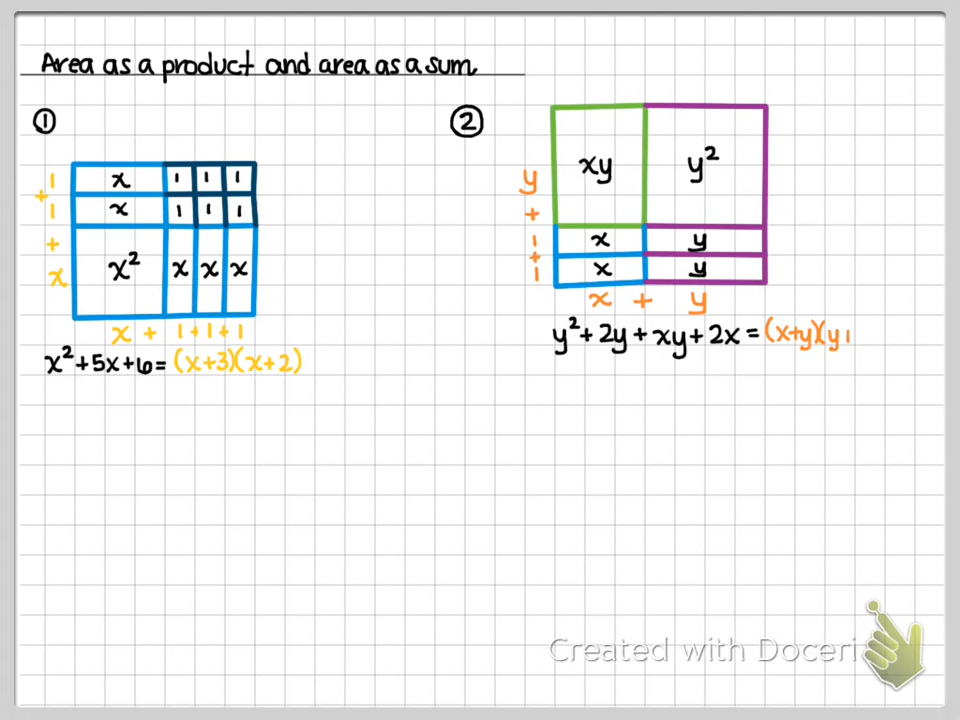 Area as a product and area as a sum
①
x 1 1 1
x 1 1 1
x² x x x
1
+
1
+
x
x + 1 + 1 + 1
x² + 5x + 6 = (x+3)(x+2)
②
xy y²
x y
x y
y
+
1
+
1
x + y
y² + 2y + xy + 2x = (x+y)(y
Created with Doceri